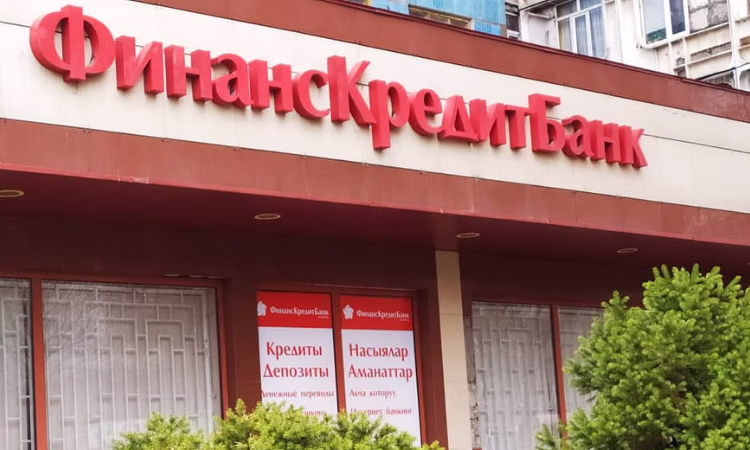 ФинансКредитБанк
ФинансКредитБанк
Кредиты
Депозиты
Денежные переводы
ФинансКредитБанк
Насыялар
Аманаттар
Акча которуу
Интернет банкинг